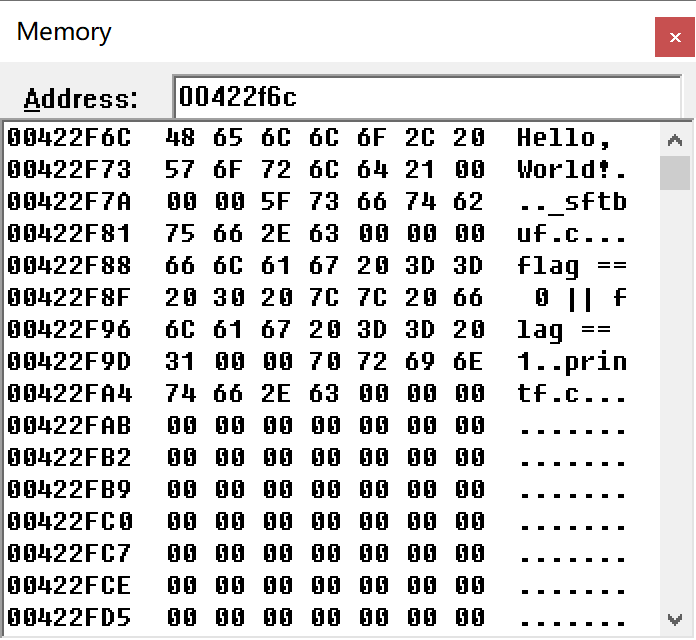 Memory
×
Address: 00422f6c
00422F6C 48 65 6C 6C 6F 2C 20 Hello,
00422F73 57 6F 72 6C 64 21 00 World!.
00422F7A 00 00 5F 73 66 74 62 .._sftb
00422F81 75 66 2E 63 00 00 00 uf.c...
00422F88 66 6C 61 67 20 3D 3D flag ==
00422F8F 20 30 20 7C 7C 20 66  0 || f
00422F96 6C 61 67 20 3D 3D 20 lag ==
00422F9D 31 00 00 70 72 69 6E 1..prin
00422FA4 74 66 2E 63 00 00 00 tf.c...
00422FAB 00 00 00 00 00 00 00 .......
00422FB2 00 00 00 00 00 00 00 .......
00422FB9 00 00 00 00 00 00 00 .......
00422FC0 00 00 00 00 00 00 00 .......
00422FC7 00 00 00 00 00 00 00 .......
00422FCE 00 00 00 00 00 00 00 .......
00422FD5 00 00 00 00 00 00 00 .......